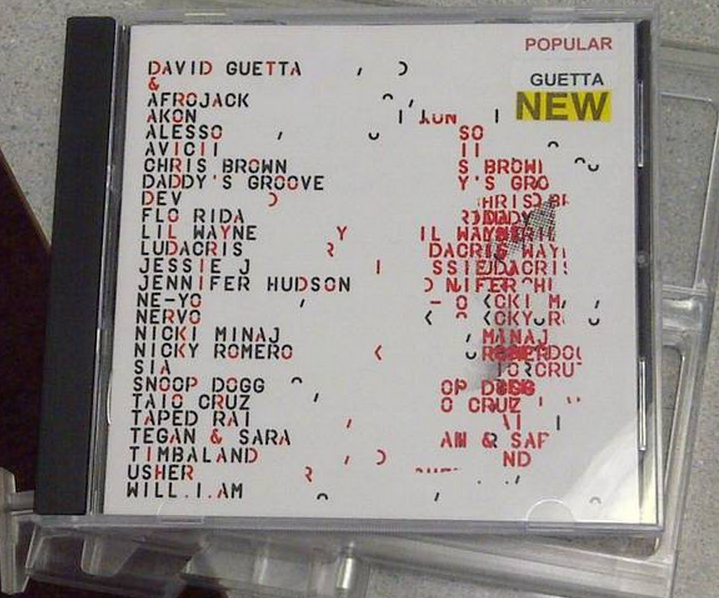 POPULAR
GUETTA
NEW
DAVID GUETTA
&
AFROJACK
AKON
ALESSO
AVICII
CHRIS BROWN
DADDY'S GROOVE
DEV
FLO RIDA
LIL WAYNE
LUDACRIS
JESSIE J
JENNIFER HUDSON
NE-YO
NERVO
NICKI MINAJ
NICKY ROMERO
SIA
SNOOP DOGG
TAIO CRUZ
TAPED RAI
TEGAN & SARA
TIMBALAND
USHER
WILL.I.AM